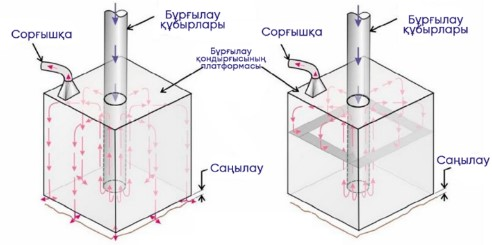 Сорғышқа
Бұрғылау
құбырлары
Бұрғылау
қондырғысының
платформасы
Саңылау
Сорғышқа
Бұрғылау
құбырлары
Саңылау